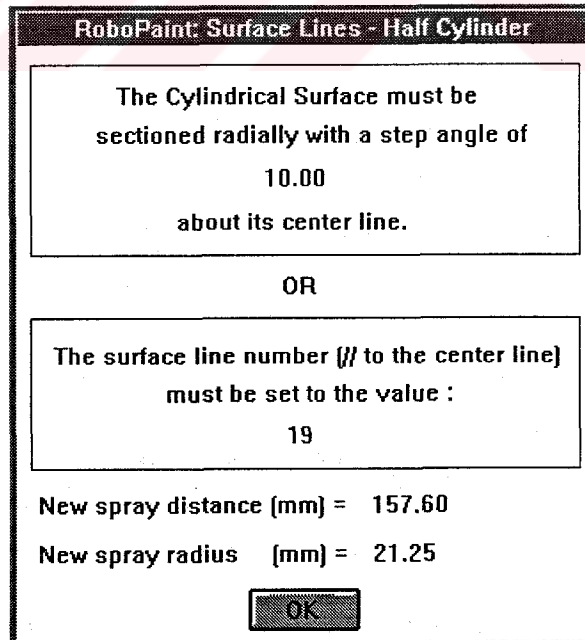 RoboPaint: Surface Lines - Half Cylinder
The Cylindrical Surface must be
sectioned radially with a step angle of
10.00
about its center line.
OR
The surface line number (// to the center line)
must be set to the value :
19
New spray distance (mm) = 157.60
New spray radius (mm) = 21.25
OK